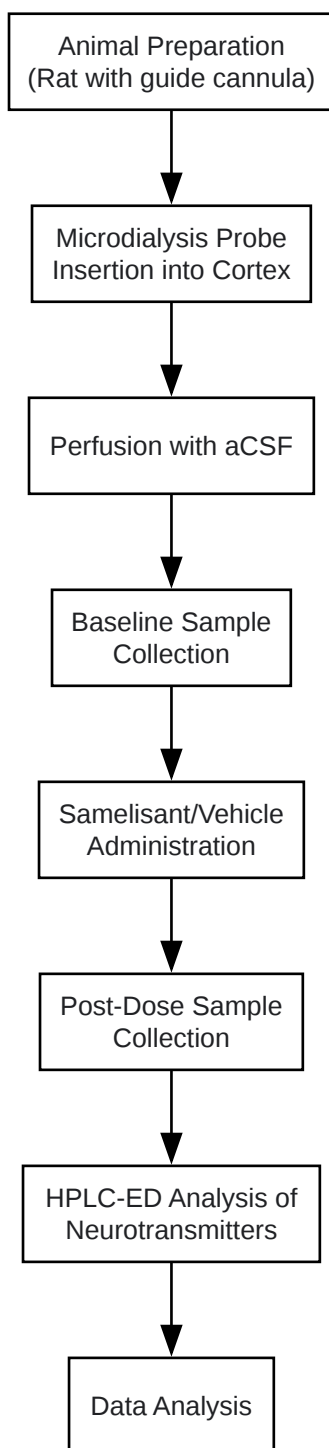 Animal Preparation
(Rat with guide cannula)
Microdialysis Probe
Insertion into Cortex
Perfusion with aCSF
Baseline Sample
Collection
Samelisant/Vehicle
Administration
Post-Dose Sample
Collection
HPLC-ED Analysis of
Neurotransmitters
Data Analysis